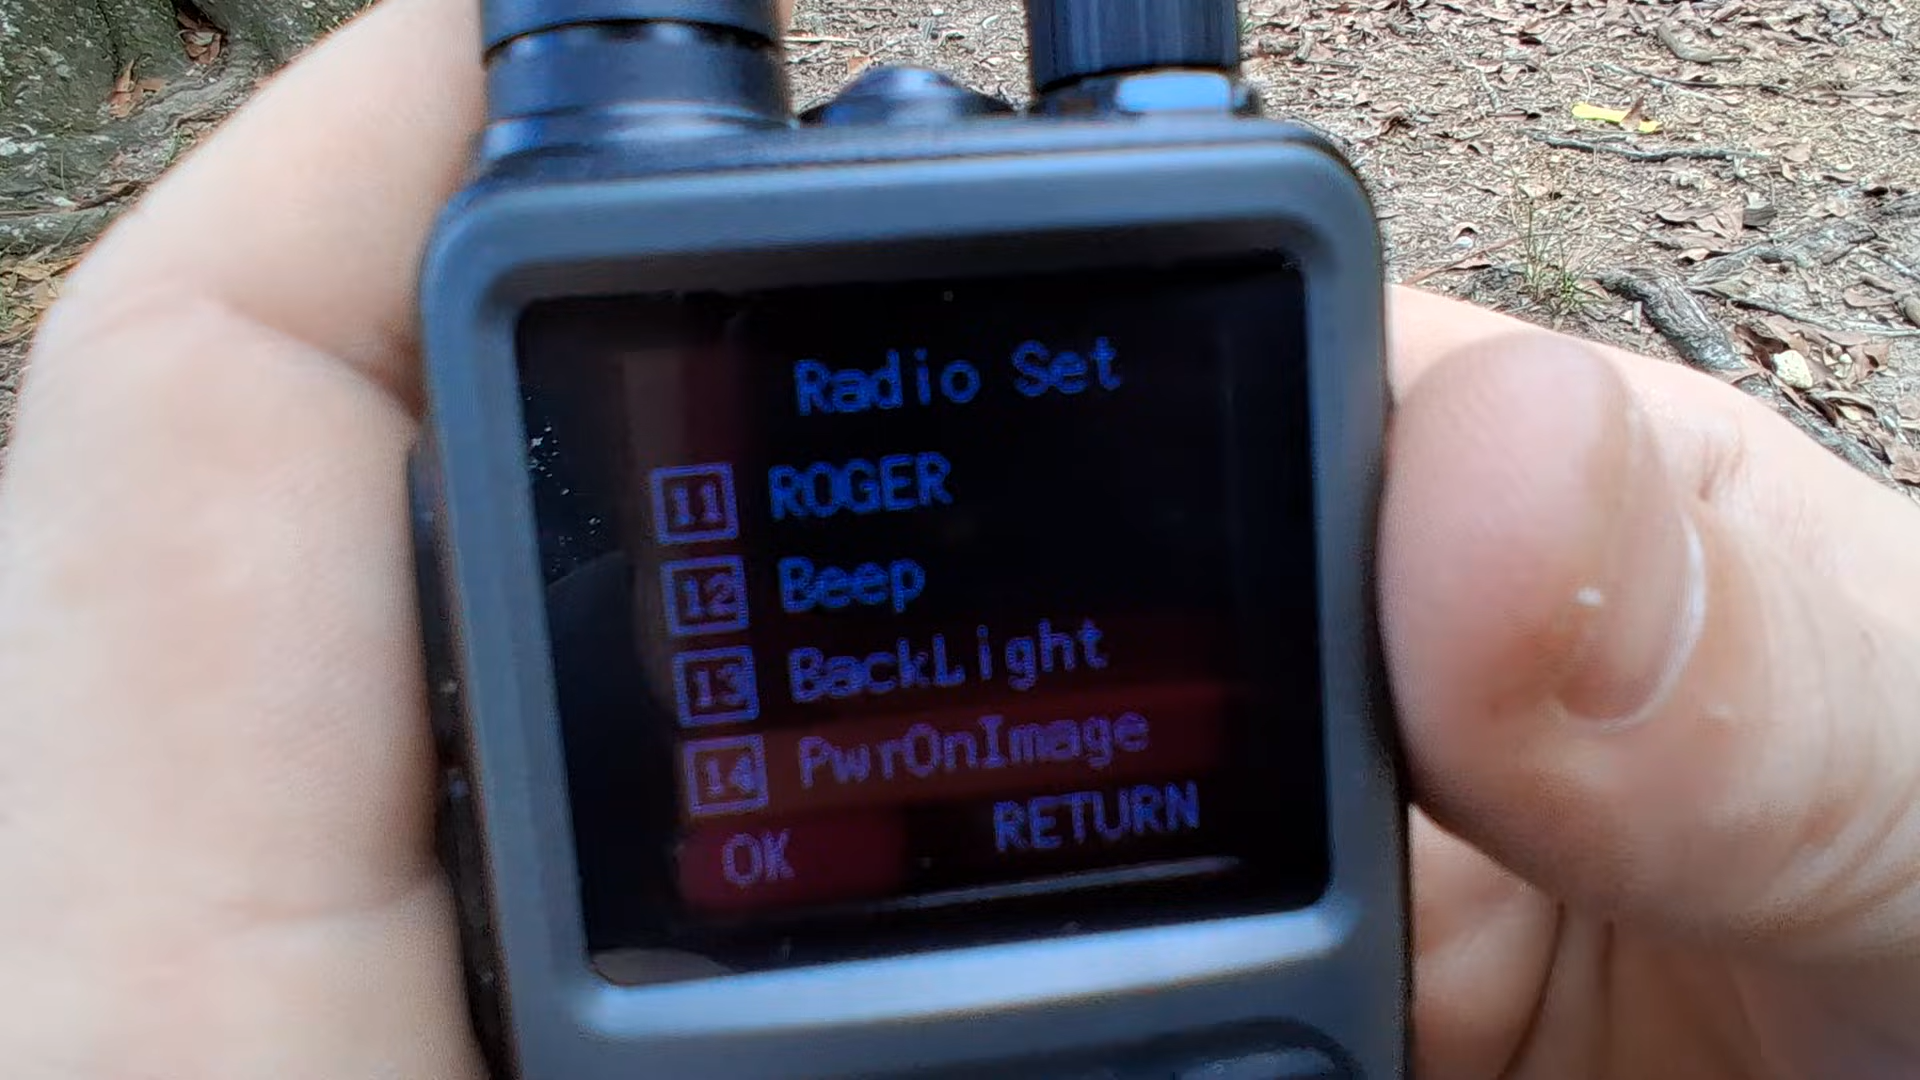 Radio Set
11 ROGER
12 Beep
13 BackLight
14 PwrOnImage
OK RETURN